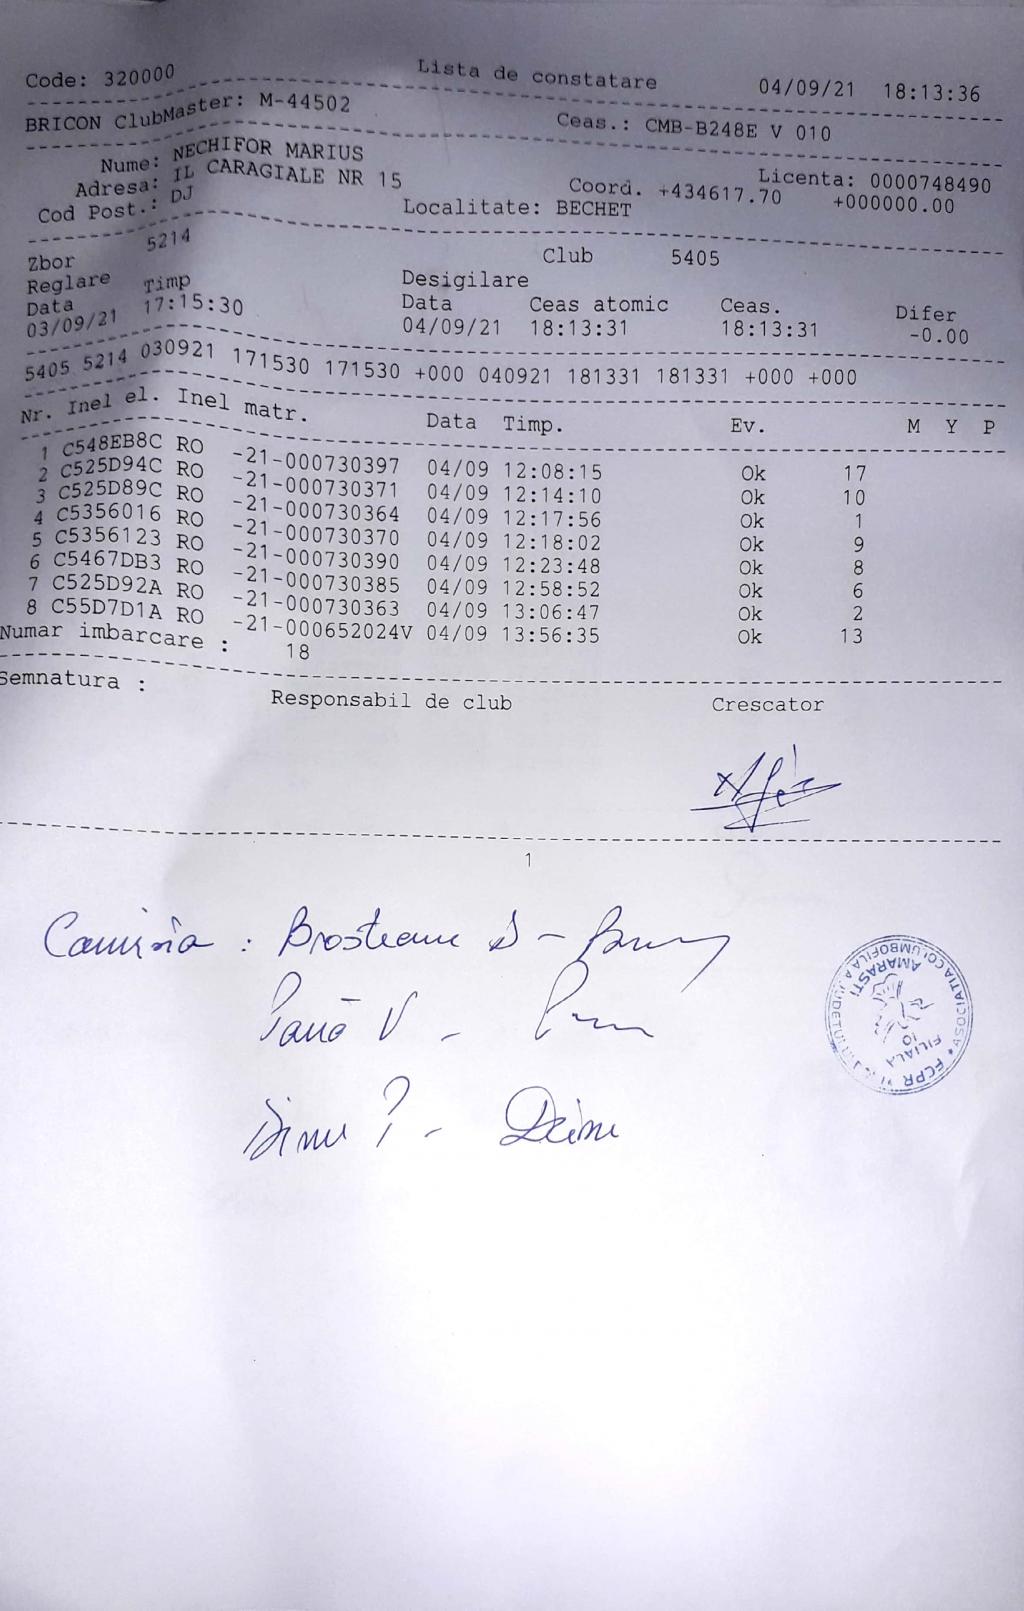 Code: 320000 Lista de constatare 04/09/21 18:13:36
BRICON ClubMaster: M-44502 Ceas.: CMB-B248E V 010
Nume: NECHIFOR MARIUS Licenta: 0000748490
Adresa: IL CARAGIALE NR 15 Coord. +434617.70 +000000.00
Cod Post.: DJ Localitate: BECHET
Zbor 5214 Club 5405
Reglare Desigilare
Data Timp Data Ceas atomic Ceas. Difer
03/09/21 17:15:30 04/09/21 18:13:31 18:13:31 -0.00
5405 5214 030921 171530 171530 +000 040921 181331 181331 +000 +000
Nr. Inel el. Inel matr. Data Timp. Ev. M Y P
1 C548EB8C RO -21-000730397 04/09 12:08:15 Ok 17
2 C525D94C RO -21-000730371 04/09 12:14:10 Ok 10
3 C525D89C RO -21-000730364 04/09 12:17:56 Ok 1
4 C5356016 RO -21-000730370 04/09 12:18:02 Ok 9
5 C5356123 RO -21-000730390 04/09 12:23:48 Ok 8
6 C5467DB3 RO -21-000730385 04/09 12:58:52 Ok 6
7 C525D92A RO -21-000730363 04/09 13:06:47 Ok 2
8 C55D7D1A RO -21-000652024V 04/09 13:56:35 Ok 13
Numar imbarcare : 18
Semnatura :
Responsabil de club Crescator
1
Comisia : Brosteanu D -
Pană V -
Dinu P - Dinu
ASOCIATIA COLUMBOFILA A JUDETULUI DOLJ
FCPR
AMARASTI
FILIALA
10